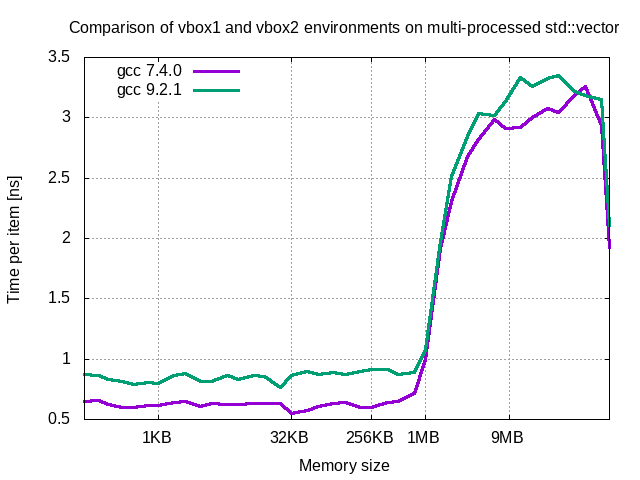 Comparison of vbox1 and vbox2 environments on multi-processed std::vector
gcc 7.4.0
gcc 9.2.1
3.5
3
2.5
2
1.5
1
0.5
Time per item [ns]
1KB
32KB
256KB
1MB
9MB
Memory size